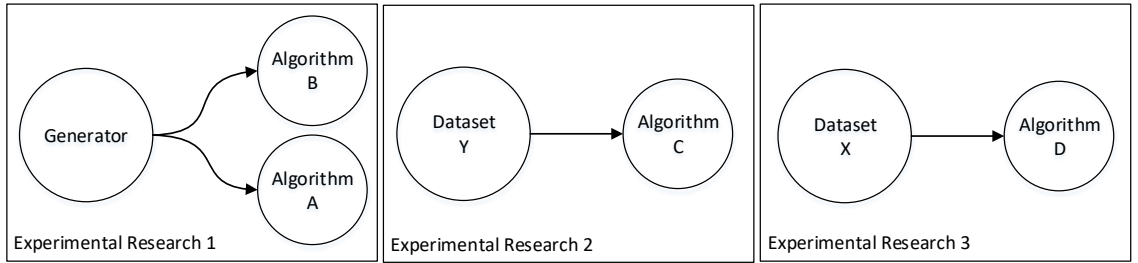 Generator
Algorithm
B
Algorithm
A
Experimental Research 1
Dataset
Y
Algorithm
C
Experimental Research 2
Dataset
X
Algorithm
D
Experimental Research 3